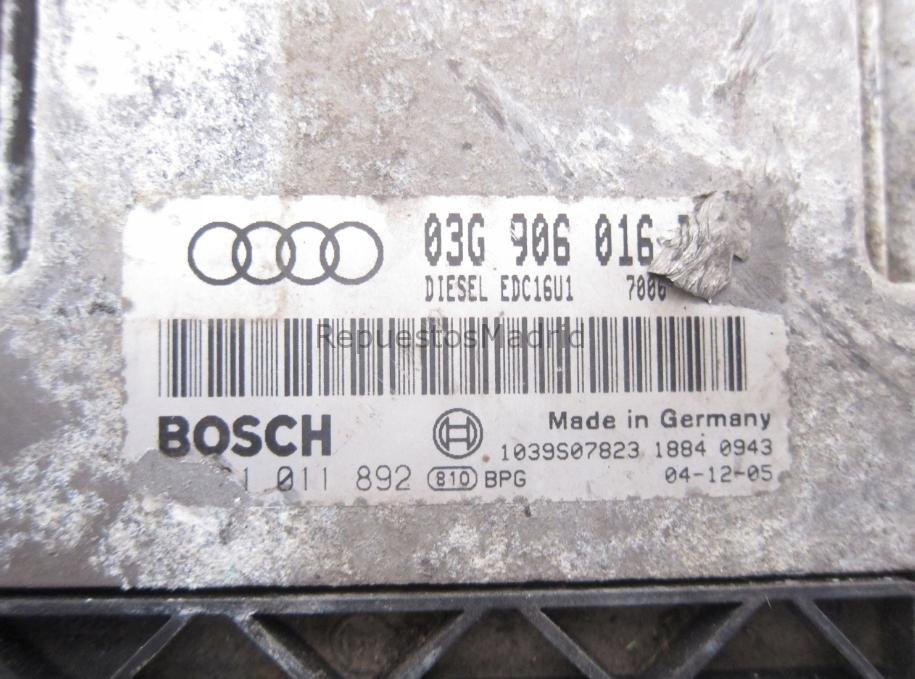 03G 906 016
DIESEL EDC16U1 7000
RepuestosMadrid
BOSCH
Made in Germany
1039S07823 1884 0943
1 011 892 810 BPG 04-12-05